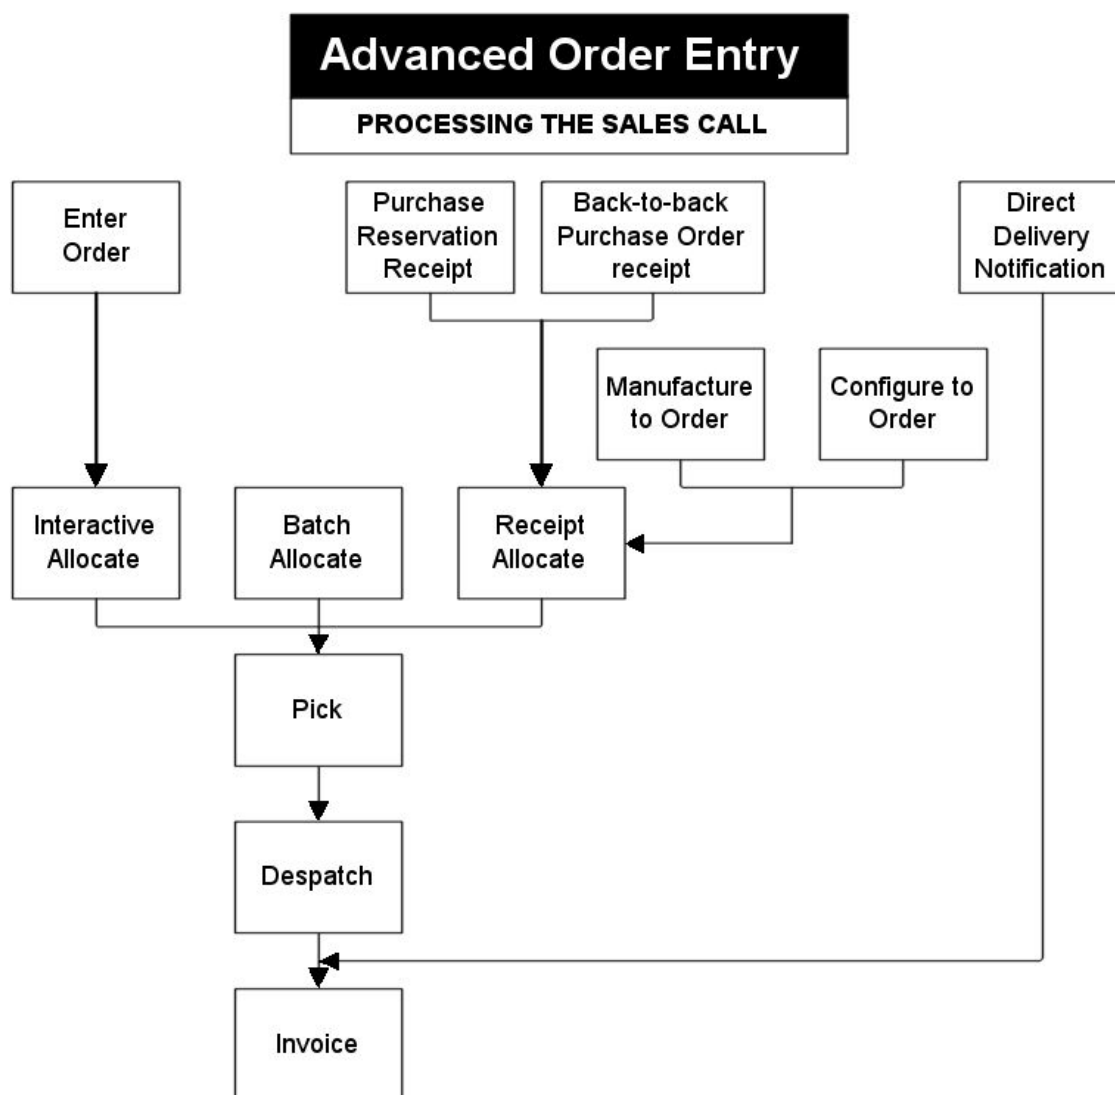 Advanced Order Entry
PROCESSING THE SALES CALL
Enter
Order
Purchase
Reservation
Receipt
Back-to-back
Purchase Order
receipt
Direct
Delivery
Notification
Manufacture
to Order
Configure to
Order
Interactive
Allocate
Batch
Allocate
Receipt
Allocate
Pick
Despatch
Invoice